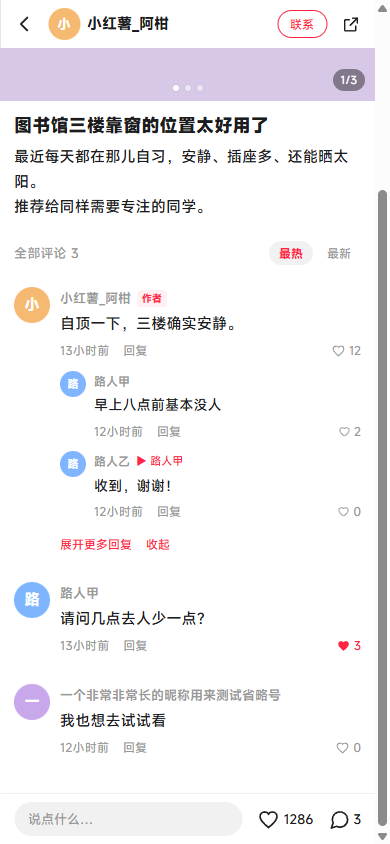 小 小红薯_阿柑 联系
1/3
图书馆三楼靠窗的位置太好用了
最近每天都在那儿自习，安静、插座多、还能晒太
阳。
推荐给同样需要专注的同学。
全部评论 3 最热 最新
小 小红薯_阿柑 作者
自顶一下，三楼确实安静。
13小时前 回复 12
路 路人甲
早上八点前基本没人
12小时前 回复 2
路 路人乙 ▶ 路人甲
收到，谢谢！
12小时前 回复 0
展开更多回复 收起
路 路人甲
请问几点去人少一点？
13小时前 回复 3
一 一个非常非常长的昵称用来测试省略号
我也想去试试看
12小时前 回复 0
说点什么... 1286 3